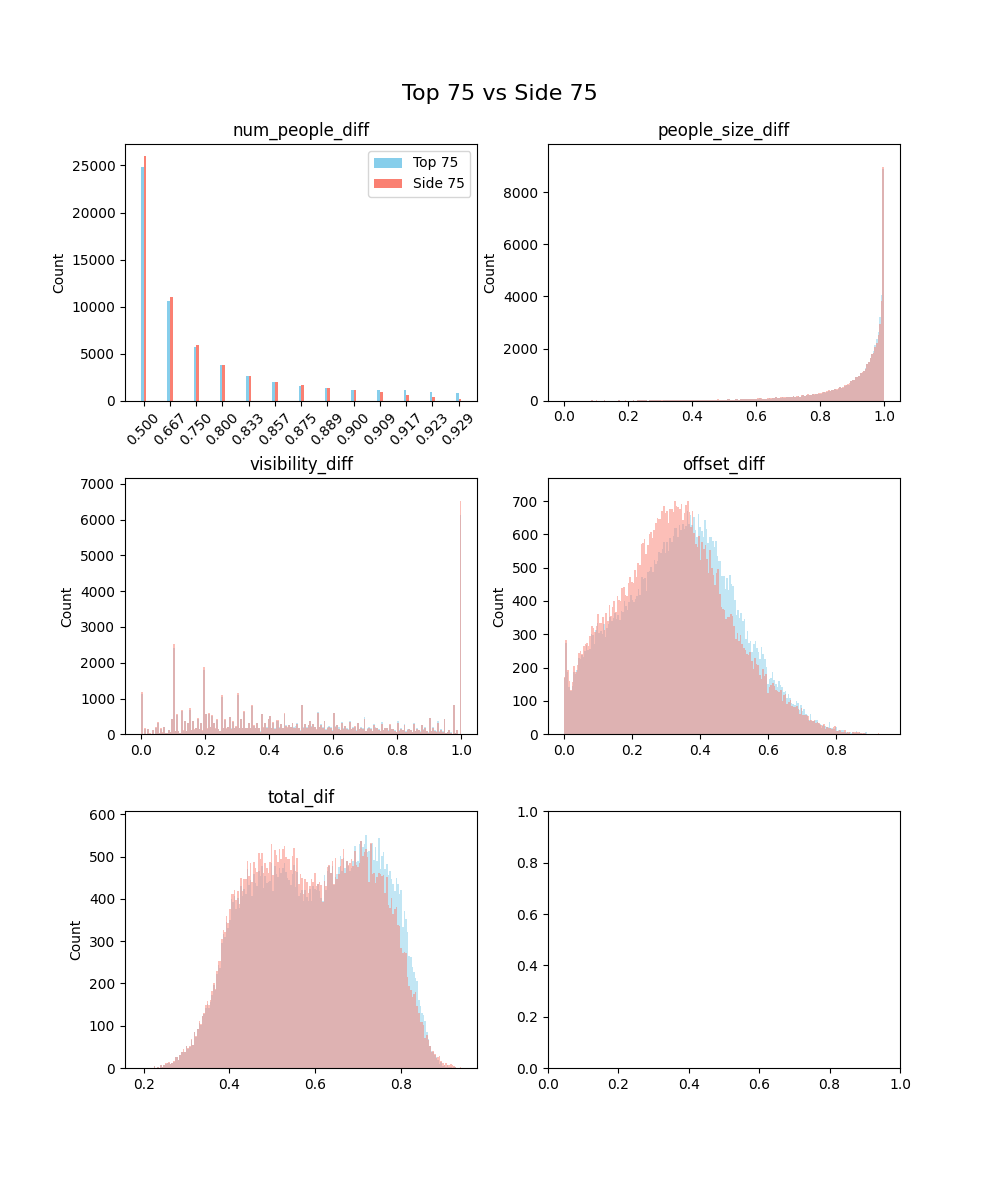 Top 75 vs Side 75
num_people_diff
Count
25000
20000
15000
10000
5000
0
0.500 0.667 0.750 0.800 0.833 0.857 0.875 0.889 0.900 0.909 0.917 0.923 0.929
Top 75
Side 75
people_size_diff
Count
8000
6000
4000
2000
0
0.0 0.2 0.4 0.6 0.8 1.0
visibility_diff
Count
7000
6000
5000
4000
3000
2000
1000
0
0.0 0.2 0.4 0.6 0.8 1.0
offset_diff
Count
700
600
500
400
300
200
100
0
0.0 0.2 0.4 0.6 0.8
total_dif
Count
600
500
400
300
200
100
0
0.2 0.4 0.6 0.8
1.0
0.8
0.6
0.4
0.2
0.0
0.0 0.2 0.4 0.6 0.8 1.0